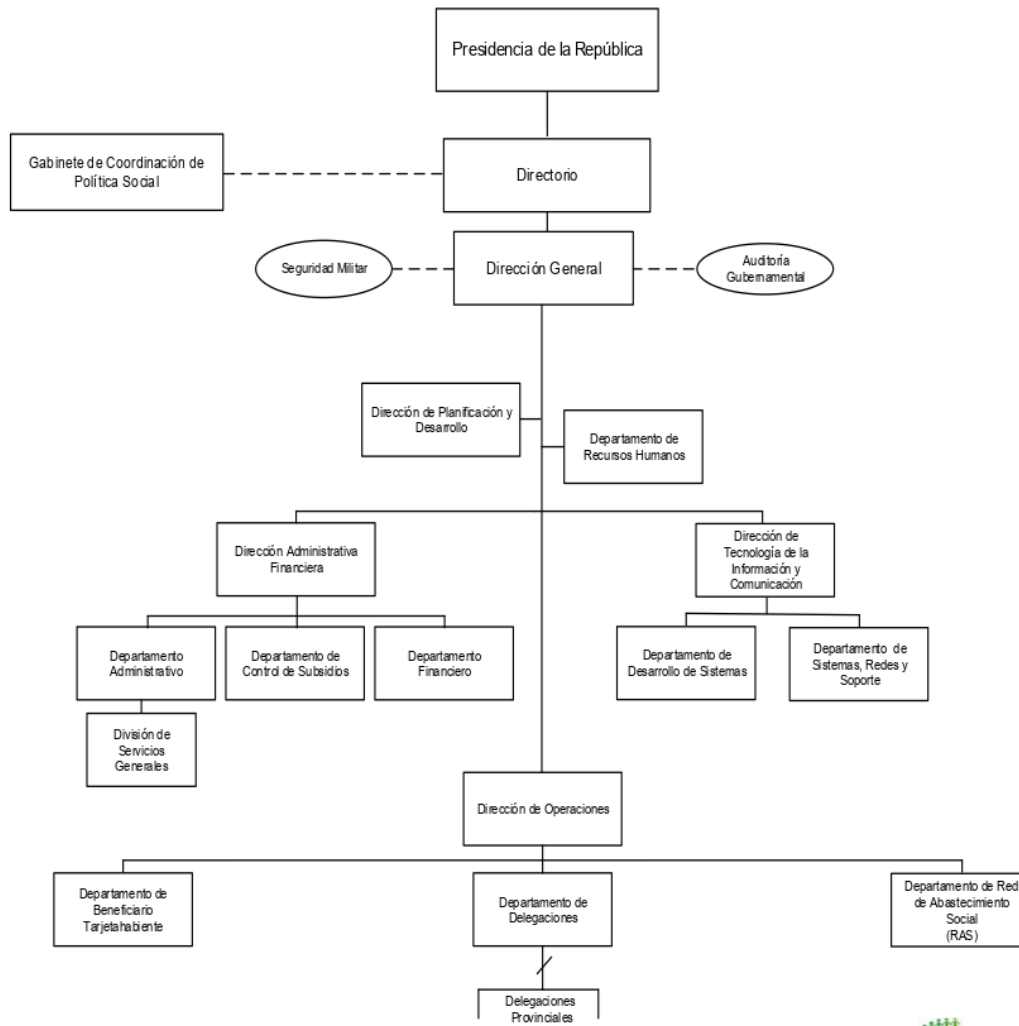 Presidencia de la República
Gabinete de Coordinación de
Política Social
Directorio
Seguridad Militar
Dirección General
Auditoría
Gubernamental
Dirección de Planificación y
Desarrollo
Departamento de
Recursos Humanos
Dirección Administrativa
Financiera
Dirección de
Tecnología de la
Información y
Comunicación
Departamento
Administrativo
Departamento de
Control de Subsidios
Departamento
Financiero
Departamento de
Desarrollo de Sistemas
Departamento de
Sistemas, Redes y
Soporte
División de
Servicios
Generales
Dirección de Operaciones
Departamento de
Beneficiario
Tarjetahabiente
Departamento de
Delegaciones
Departamento de Red
de Abastecimiento
Social
(RAS)
Delegaciones
Provinciales